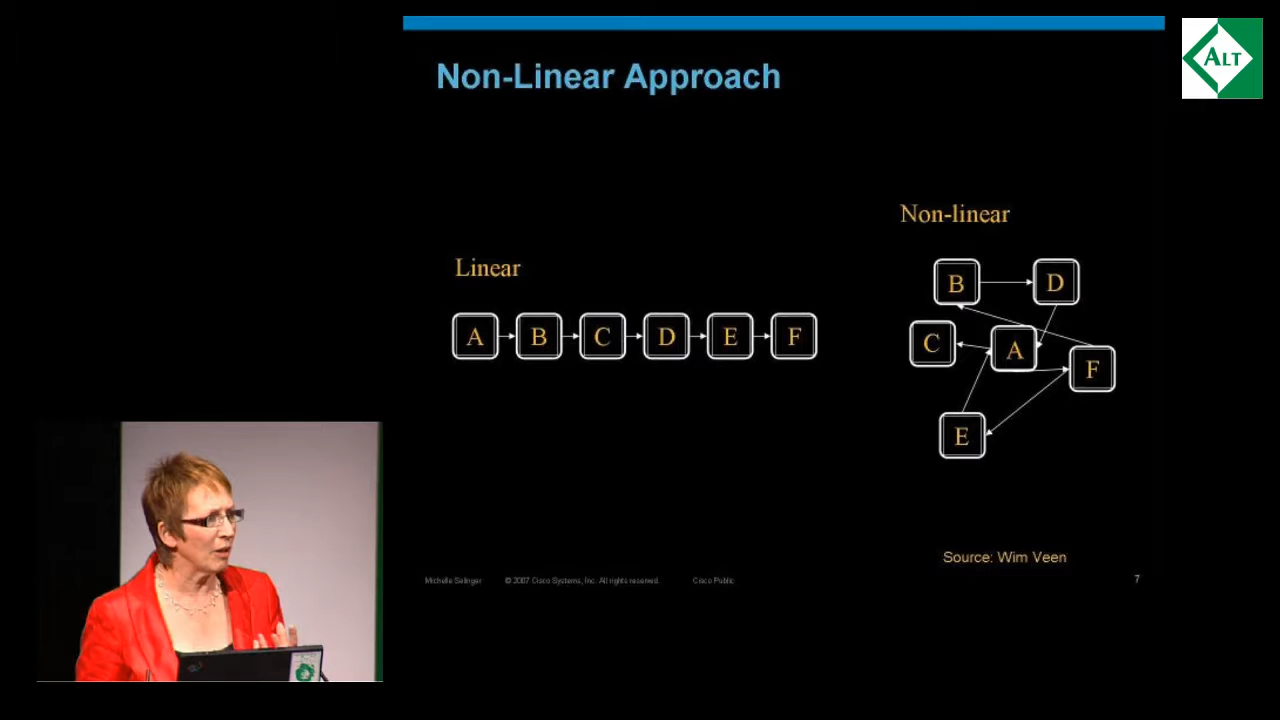 ALT
Non-Linear Approach
Non-linear
Linear
B D
A B C D E F
C A F
E
Source: Wim Veen
Michelle Selinger © 2007 Cisco Systems, Inc. All rights reserved. Cisco Public 7